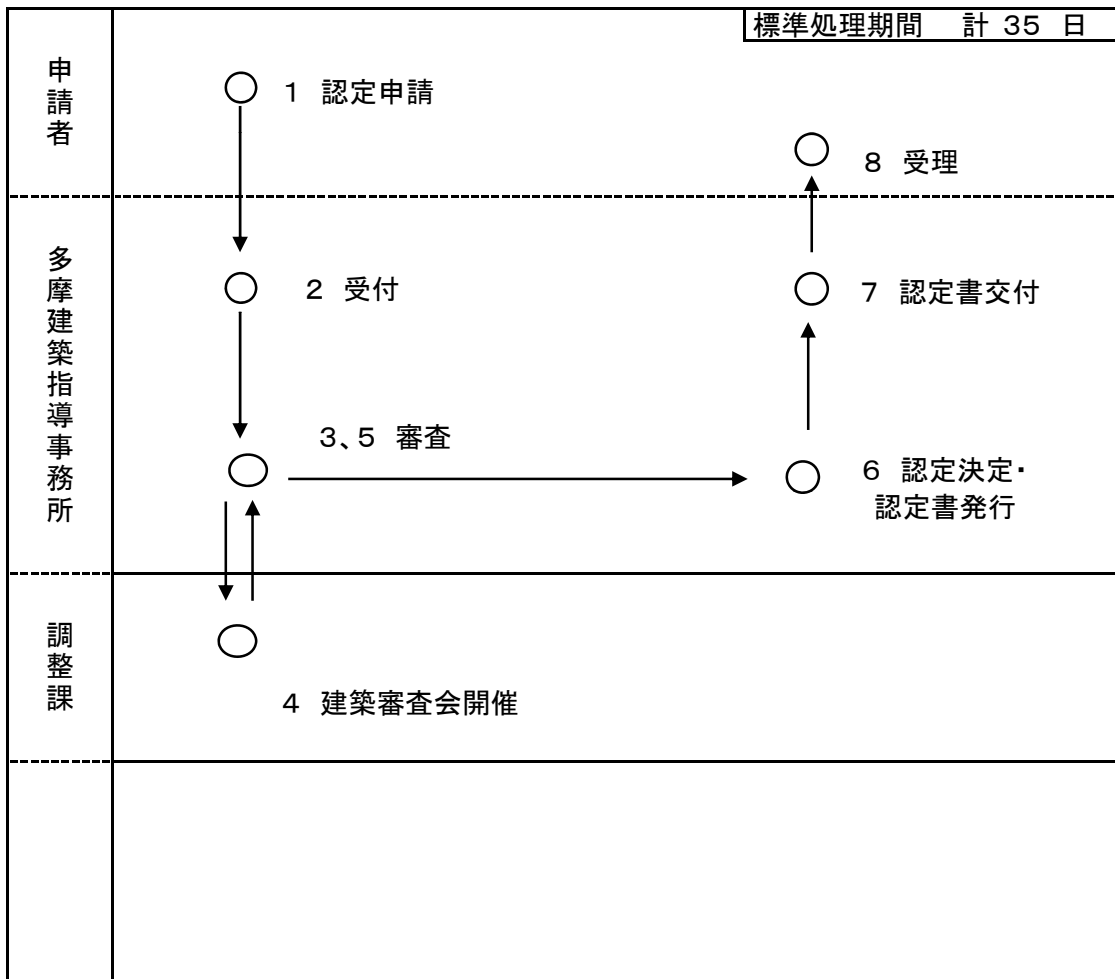 標準処理期間　計 35 日
申請者
1 認定申請
8 受理
多摩建築指導事務所
2 受付
7 認定書交付
3、5 審査
6 認定決定・
認定書発行
調整課
4 建築審査会開催